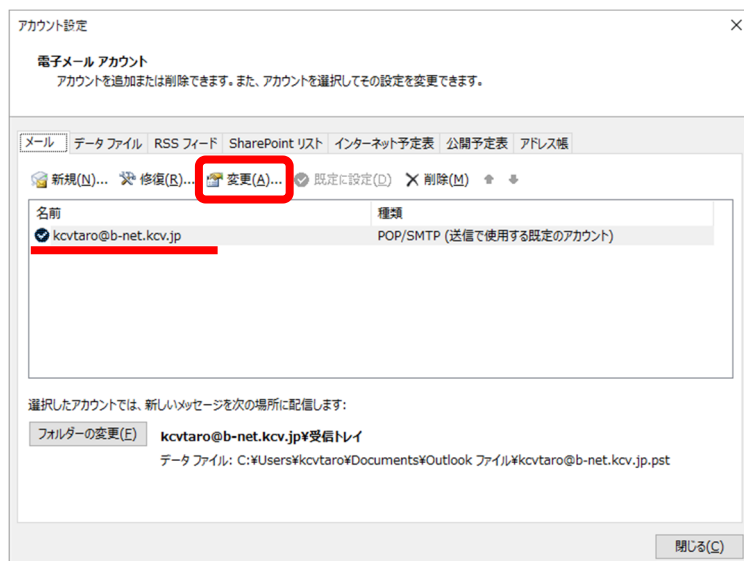 アカウント設定
電子メール アカウント
アカウントを追加または削除できます。また、アカウントを選択してその設定を変更できます。
メール データ ファイル RSS フィード SharePoint リスト インターネット予定表 公開予定表 アドレス帳
新規(N)... 修復(R)... 変更(A)... 既定に設定(D) 削除(M)
名前 種類
kcvtaro@b-net.kcv.jp POP/SMTP (送信で使用する既定のアカウント)
選択したアカウントでは、新しいメッセージを次の場所に配信します:
フォルダーの変更(F) kcvtaro@b-net.kcv.jp¥受信トレイ
データ ファイル: C:¥Users¥kcvtaro¥Documents¥Outlook ファイル¥kcvtaro@b-net.kcv.jp.pst
閉じる(C)